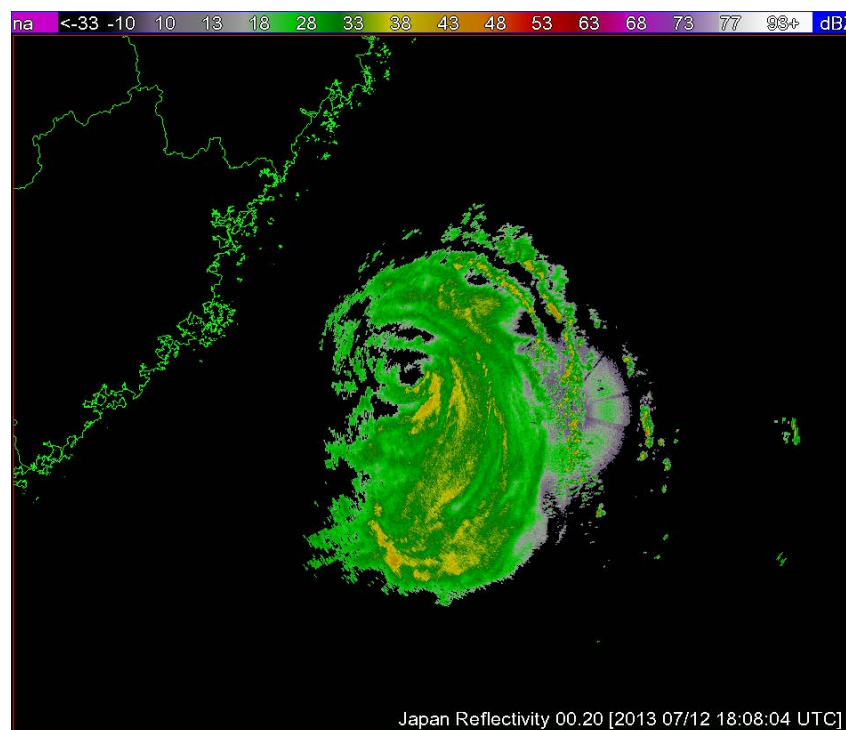 na <-33 -10 10 13 18 28 33 38 43 48 53 63 68 73 77 93+ dBZ
Japan Reflectivity 00.20 [2013 07/12 18:08:04 UTC]